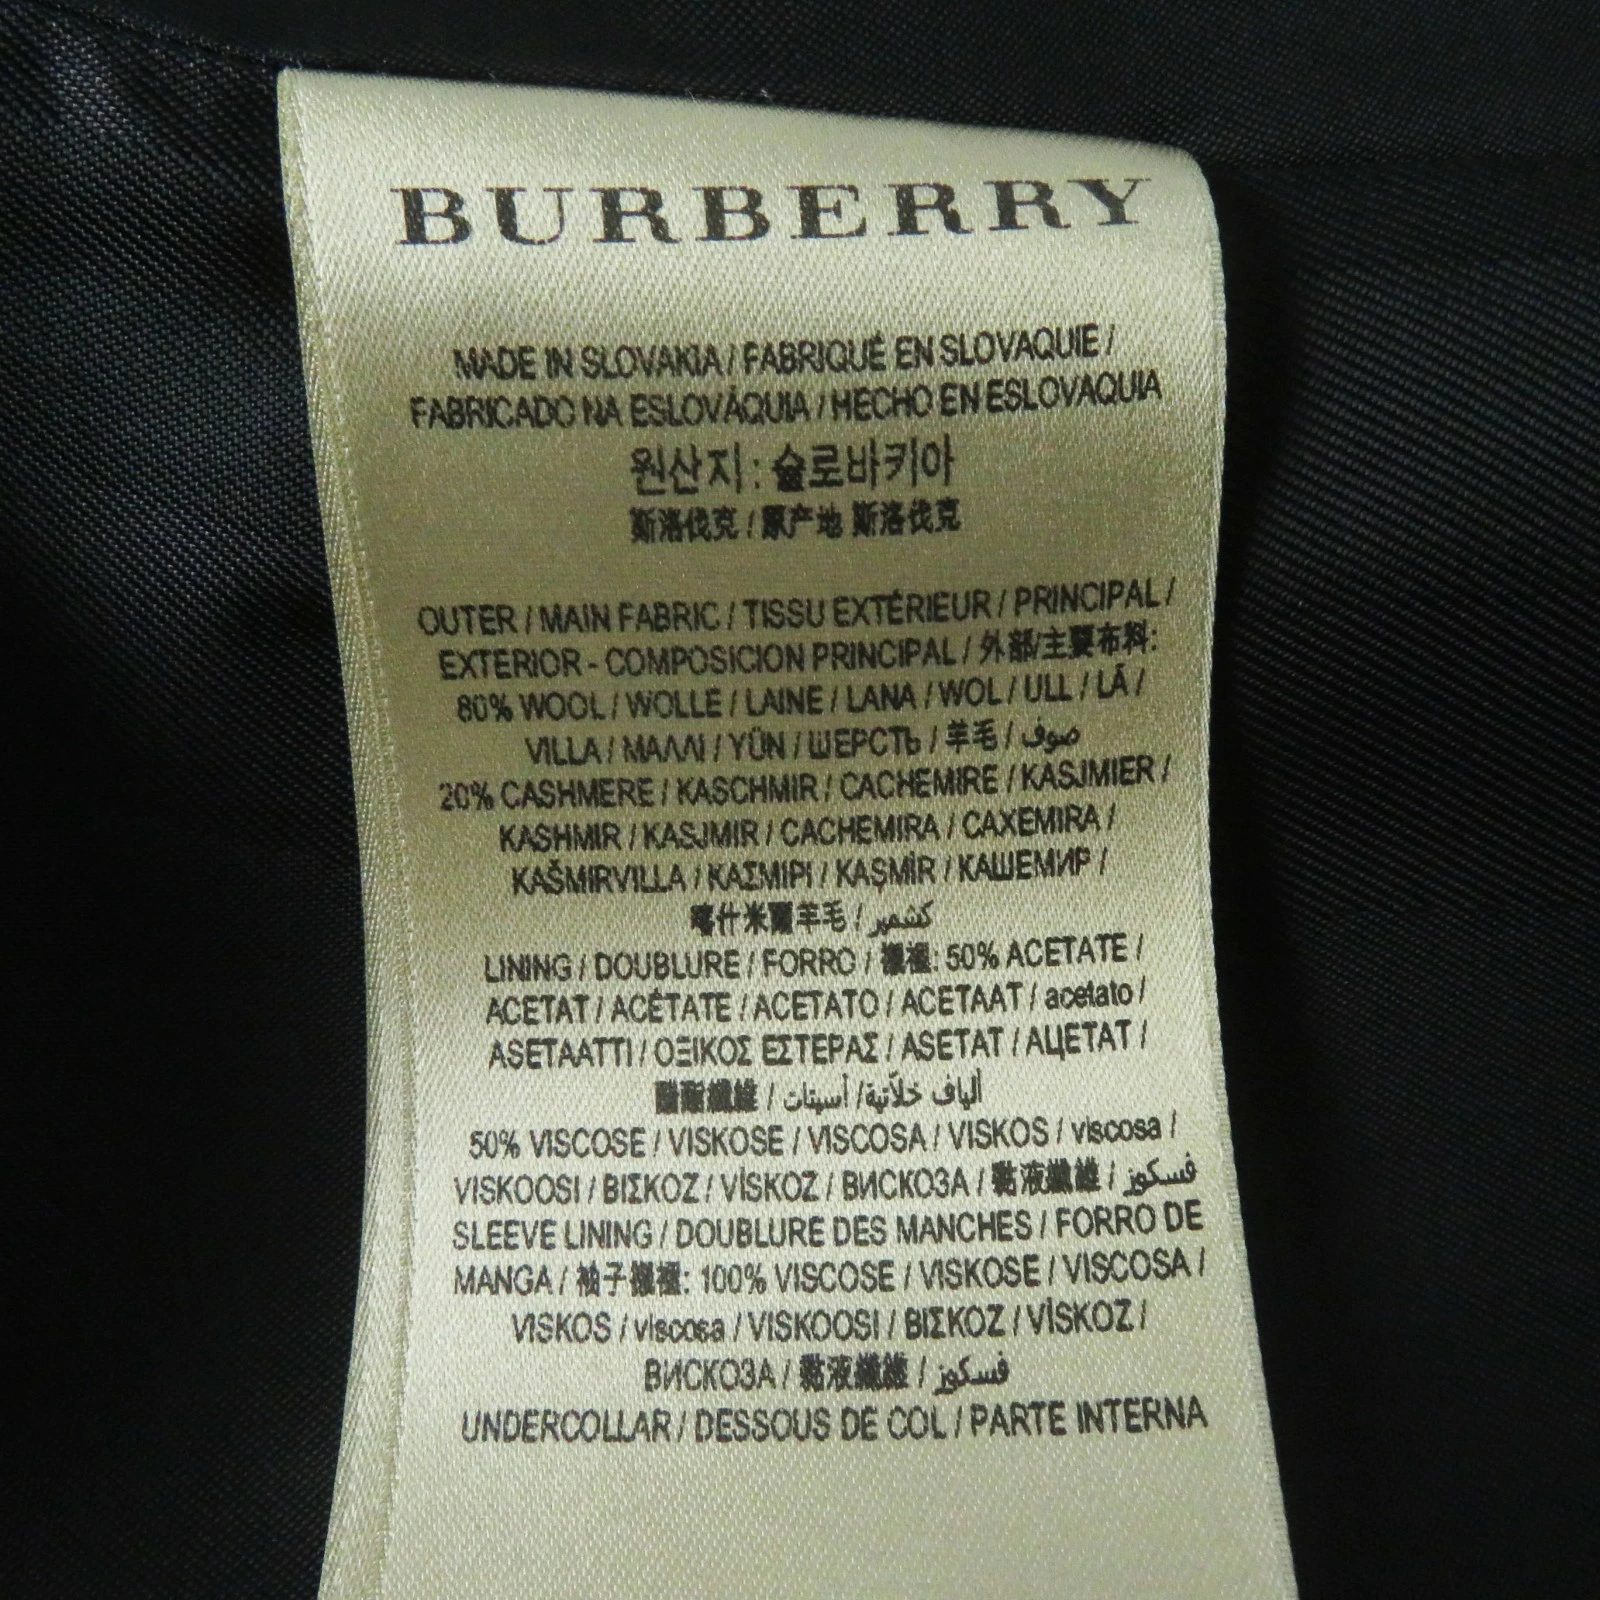 BURBERRY
MADE IN SLOVAKIA / FABRIQUÉ EN SLOVAQUIE /
FABRICADO NA ESLOVÁQUIA / HECHO EN ESLOVAQUIA
원산지 : 슬로바키아
斯洛伐克 / 原产地 斯洛伐克
OUTER / MAIN FABRIC / TISSU EXTÉRIEUR / PRINCIPAL /
EXTERIOR - COMPOSICION PRINCIPAL / 外部/主要布料:
80% WOOL / WOLLE / LAINE / LANA / WOL / ULL / LÃ /
VILLA / ΜΑΛΛΙ / YÜN / ШЕРСТЬ / 羊毛 / صوف
20% CASHMERE / KASCHMIR / CACHEMIRE / KASJMIER /
KASHMIR / KASJMIR / CACHEMIRA / CAXEMIRA /
KAŠMIRVILLA / ΚΑΣΜΙΡΙ / KAŞMİR / КАШЕМИР /
喀什米爾羊毛 / كشمير
LINING / DOUBLURE / FORRO / 襯裡: 50% ACETATE /
ACETAT / ACÉTATE / ACETATO / ACETAAT / acetato /
ASETAATTI / ΟΞΙΚΟΣ ΕΣΤΕΡΑΣ / ASETAT / АЦЕТАТ /
醋酯纖維 / ألياف خلّاتية/ أسيتات
50% VISCOSE / VISKOSE / VISCOSA / VISKOS / viscosa /
VISKOOSI / ΒΙΣΚΟΖ / VİSKOZ / ВИСКОЗА / 黏液纖維 / فسكوز
SLEEVE LINING / DOUBLURE DES MANCHES / FORRO DE
MANGA / 袖子襯裡: 100% VISCOSE / VISKOSE / VISCOSA /
VISKOS / viscosa / VISKOOSI / ΒΙΣΚΟΖ / VİSKOZ /
ВИСКОЗА / 黏液纖維 / فسكوز
UNDERCOLLAR / DESSOUS DE COL / PARTE INTERNA